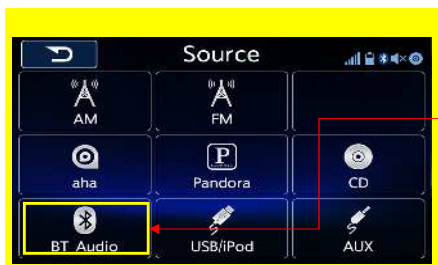 Source
AM
FM
aha
Pandora
CD
BT Audio
USB/iPod
AUX